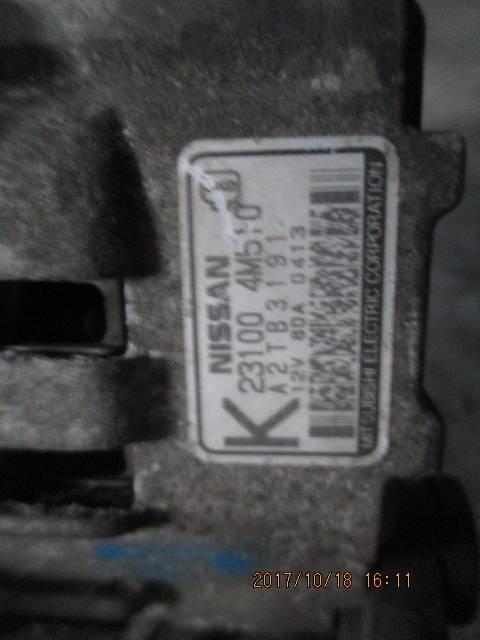 K
NISSAN
23100 4M510
A2TB3191
12V 80A 0413
MITSUBISHI ELECTRIC CORPORATION
2017/10/18 16:11